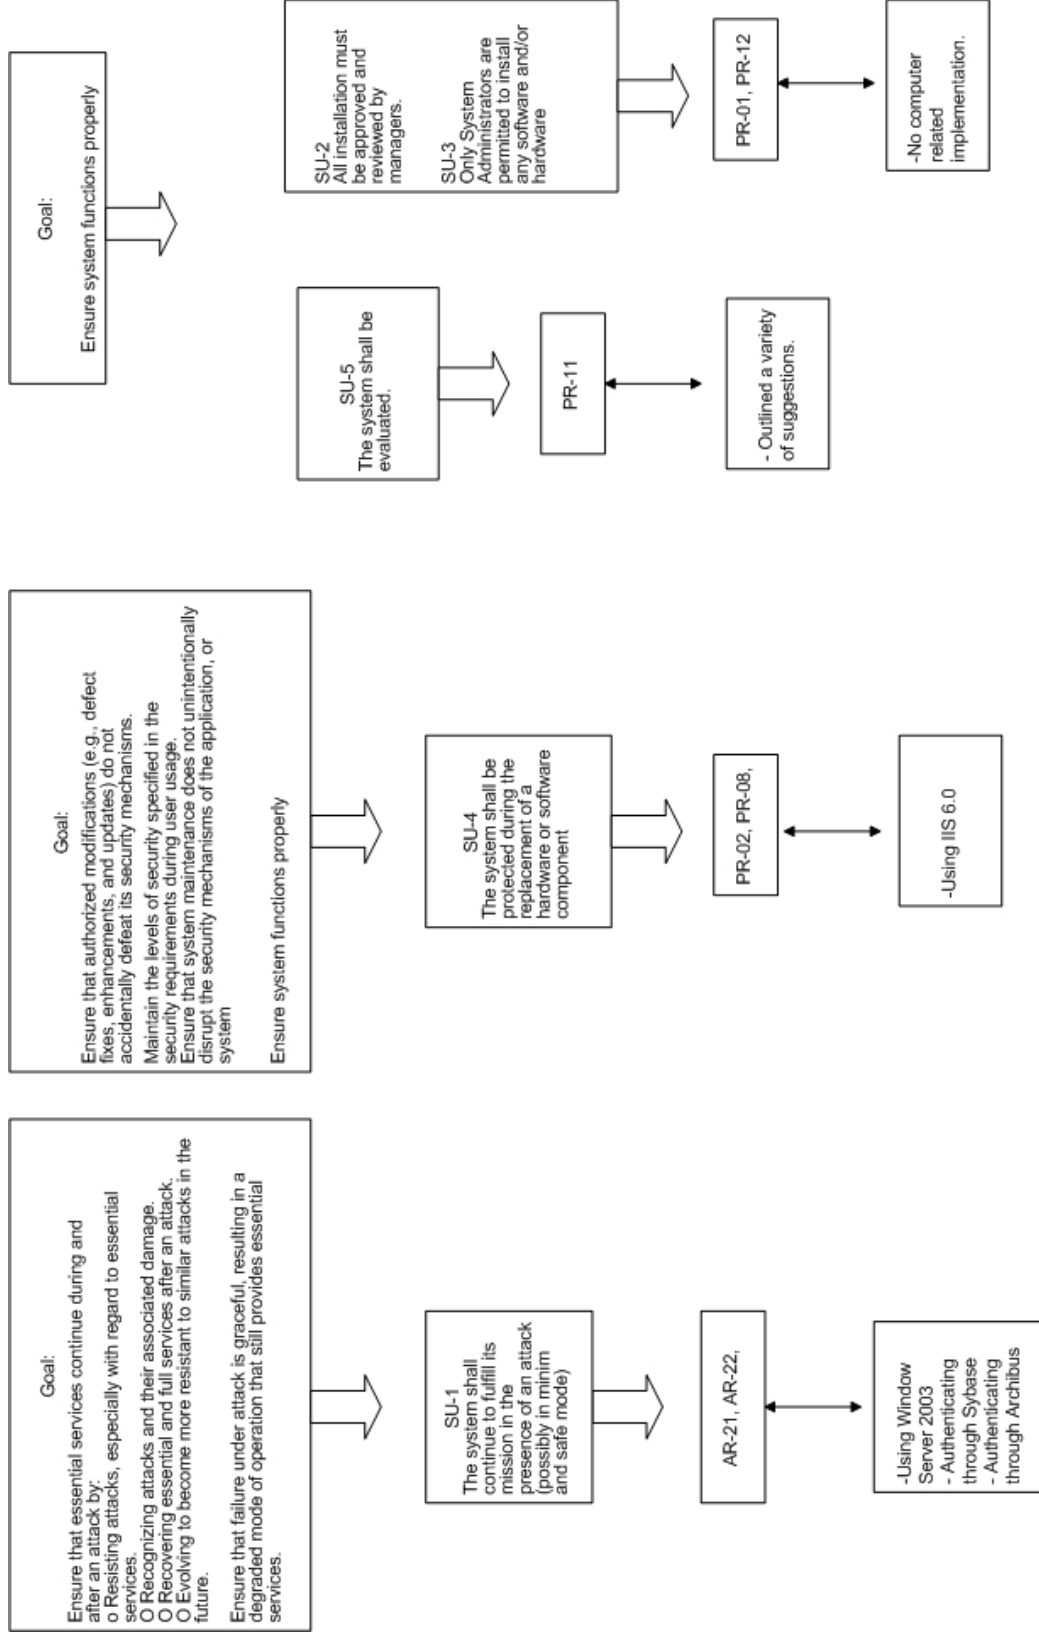 Goal:
Ensure that essential services continue during and
after an attack by:
o Resisting attacks, especially with regard to essential
services.
O Recognizing attacks and their associated damage.
O Recovering essential and full services after an attack.
O Evolving to become more resistant to similar attacks in the
future.
Ensure that failure under attack is graceful, resulting in a
degraded mode of operation that still provides essential
services.
SU-1
The system shall
continue to fulfill its
mission in the
presence of an attack
(possibly in minim
and safe mode)
AR-21, AR-22,
-Using Window
Server 2003
- Authenticating
through Sybase
- Authenticating
through Archibus
Goal:
Ensure that authorized modifications (e.g., defect
fixes, enhancements, and updates) do not
accidentally defeat its security mechanisms.
Maintain the levels of security specified in the
security requirements during user usage.
Ensure that system maintenance does not unintentionally
disrupt the security mechanisms of the application, or
system
Ensure system functions properly
SU-4
The system shall be
protected during the
replacement of a
hardware or software
component
PR-02, PR-08,
-Using IIS 6.0
Goal:
Ensure system functions properly
SU-5
The system shall be
evaluated.
PR-11
- Outlined a variety
of suggestions.
SU-2
All installation must
be approved and
reviewed by
managers.
SU-3
Only System
Administrators are
permitted to install
any software and/or
hardware
PR-01, PR-12
-No computer
related
implementation.